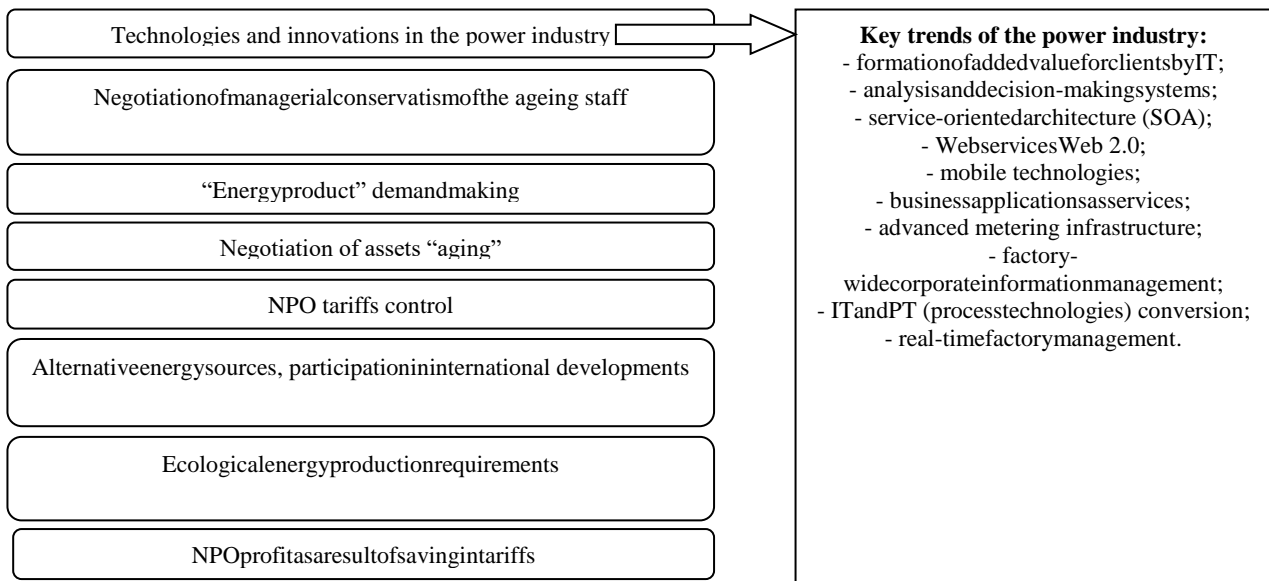 Technologies and innovations in the power industry
Negotiationofmanagerialconservatismofthe ageing staff
“Energyproduct” demandmaking
Negotiation of assets “aging”
NPO tariffs control
Alternativeenergysources, participationininternational developments
Ecologicalenergyproductionrequirements
NPOprofitasaresultofsavingintariffs
Key trends of the power industry:
- formationofaddedvalueforclientsbyIT;
- analysisanddecision-makingsystems;
- service-orientedarchitecture (SOA);
- WebservicesWeb 2.0;
- mobile technologies;
- businessapplicationsasservices;
- advanced metering infrastructure;
- factory-
widecorporateinformationmanagement;
- ITandPT (processtechnologies) conversion;
- real-timefactorymanagement.